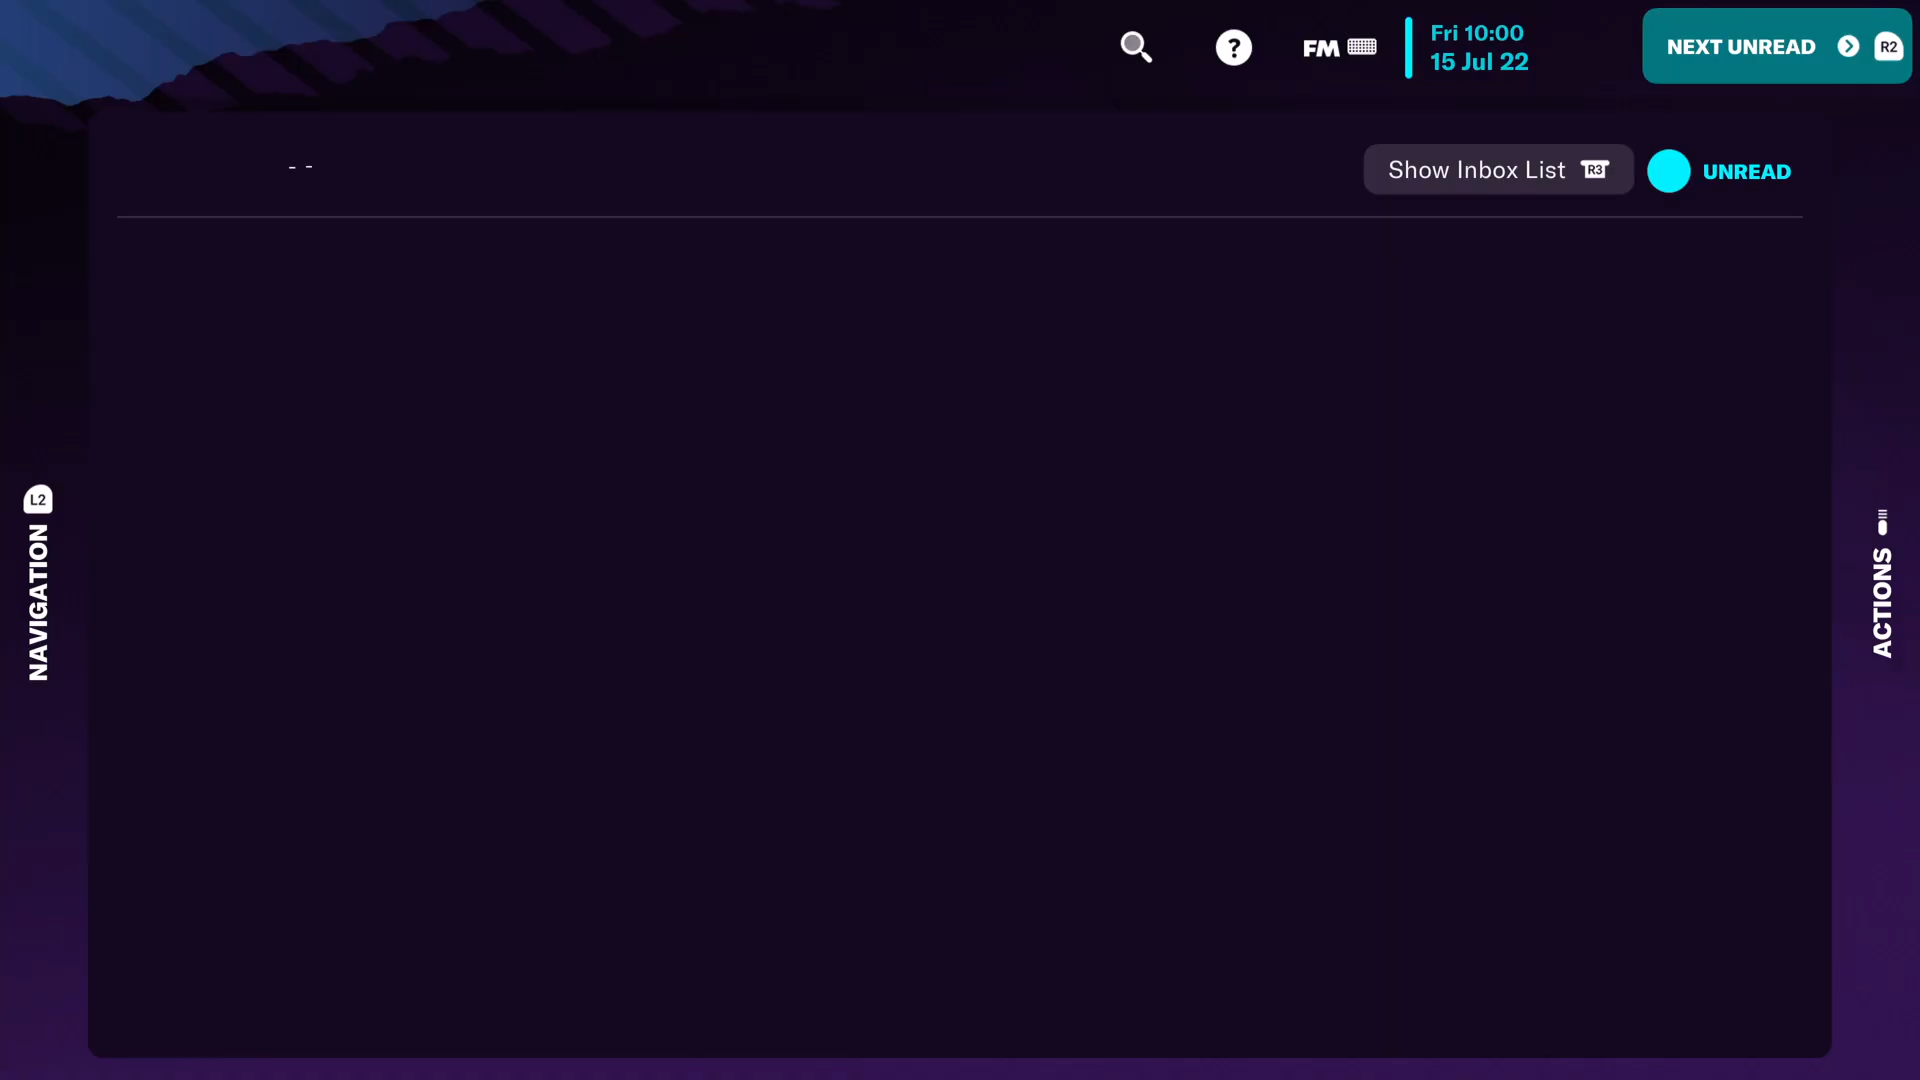 FM
Fri 10:00
15 Jul 22
NEXT UNREAD R2
- -
Show Inbox List R3
UNREAD
NAVIGATION L2
ACTIONS